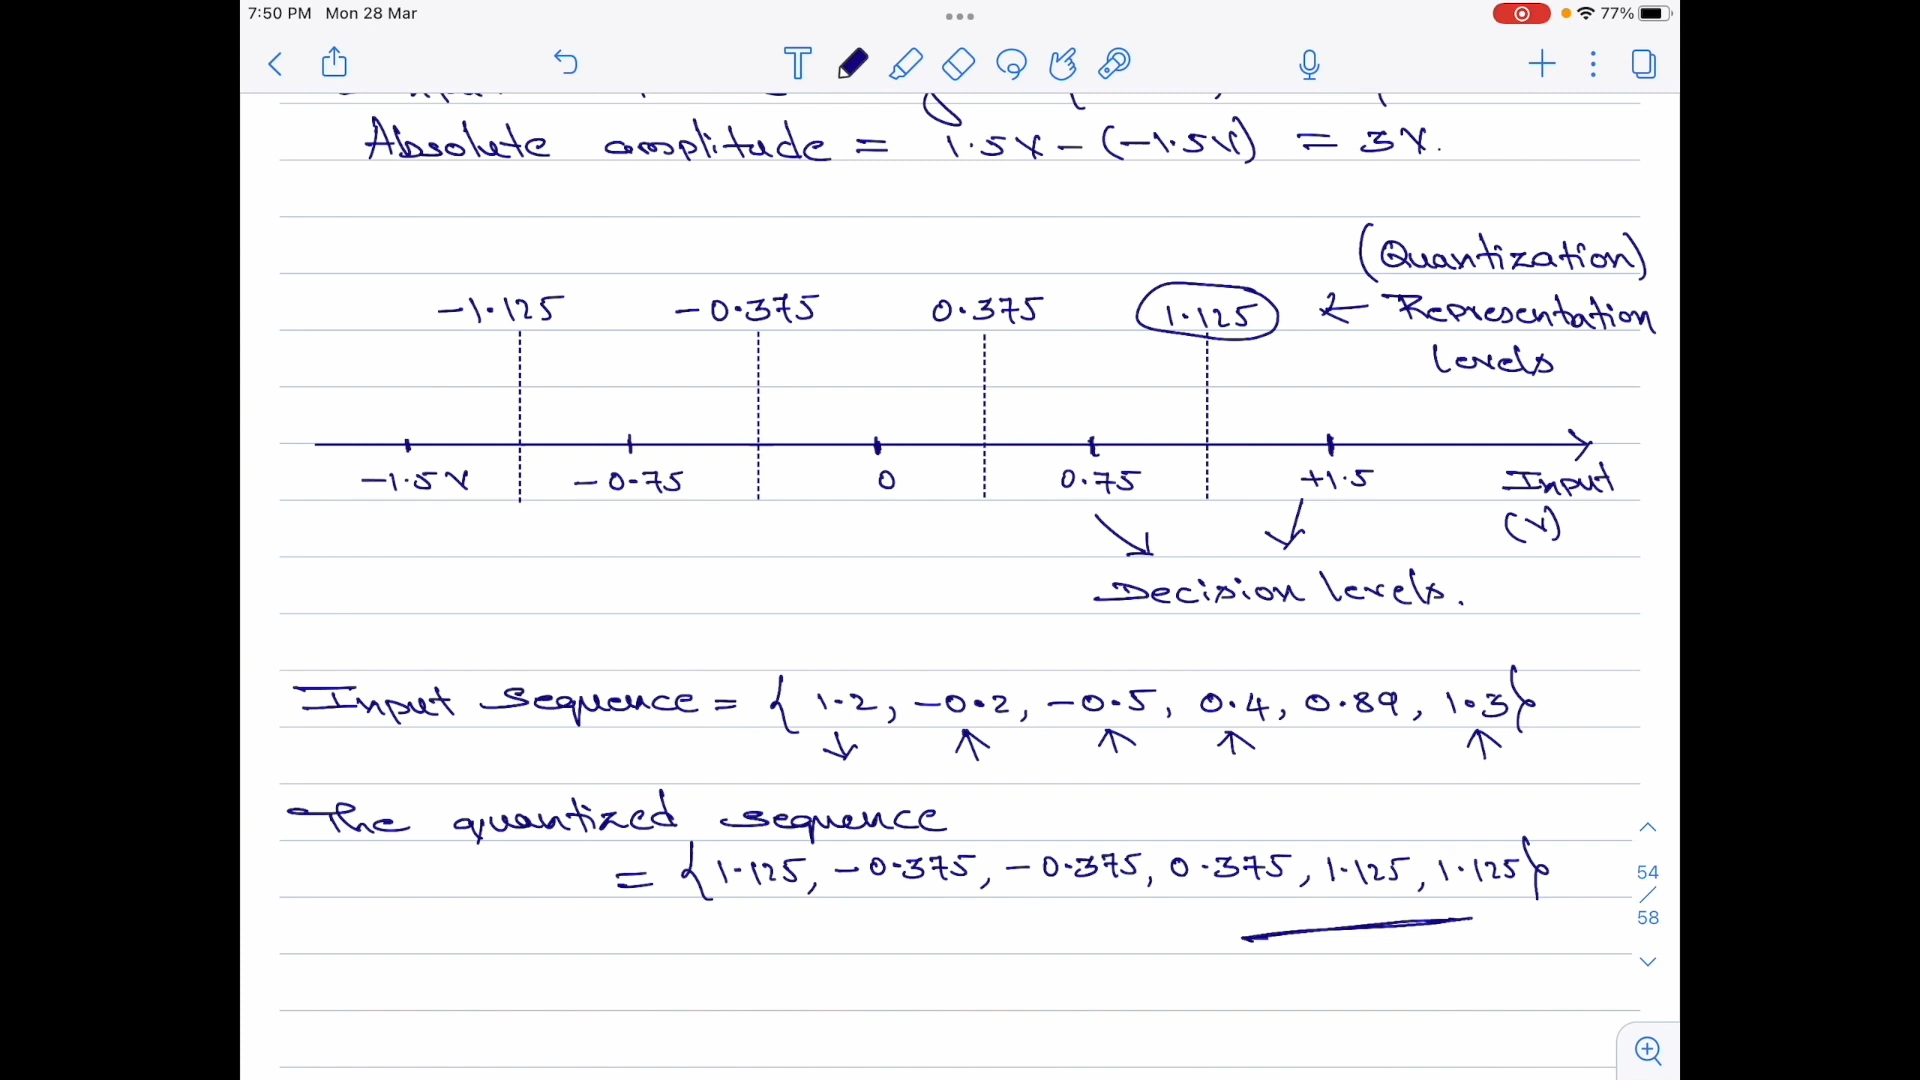 7:50 PM Mon 28 Mar
77%
Absolute amplitude = 1.5V - (-1.5V) = 3V.
(Quantization)
-1.125 -0.375 0.375 1.125 ← Representation
levels
-1.5V -0.75 0 0.75 +1.5 Input
(V)
Decision levels.
Input sequence = { 1.2, -0.2, -0.5, 0.4, 0.89, 1.3}
The quantized sequence
= {1.125, -0.375, -0.375, 0.375, 1.125, 1.125}
54
/
58